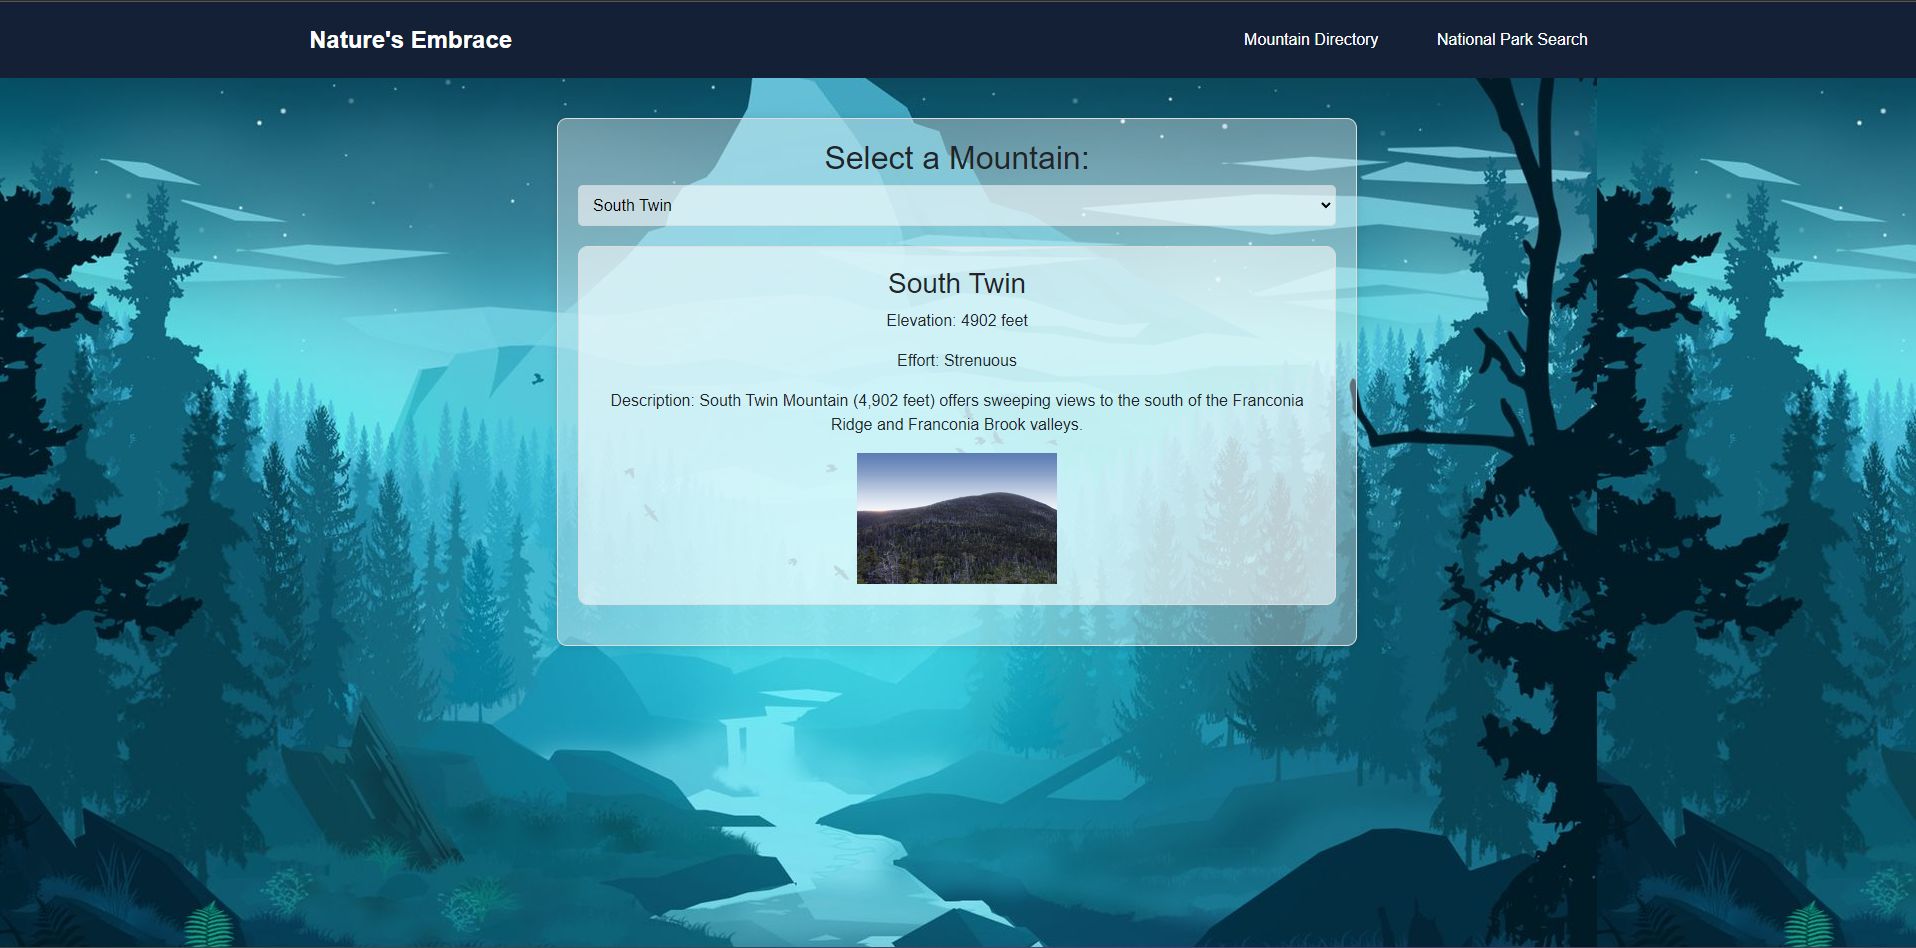 Nature's Embrace
Mountain Directory
National Park Search
Select a Mountain:
South Twin
South Twin
Elevation: 4902 feet
Effort: Strenuous
Description: South Twin Mountain (4,902 feet) offers sweeping views to the south of the Franconia
Ridge and Franconia Brook valleys.